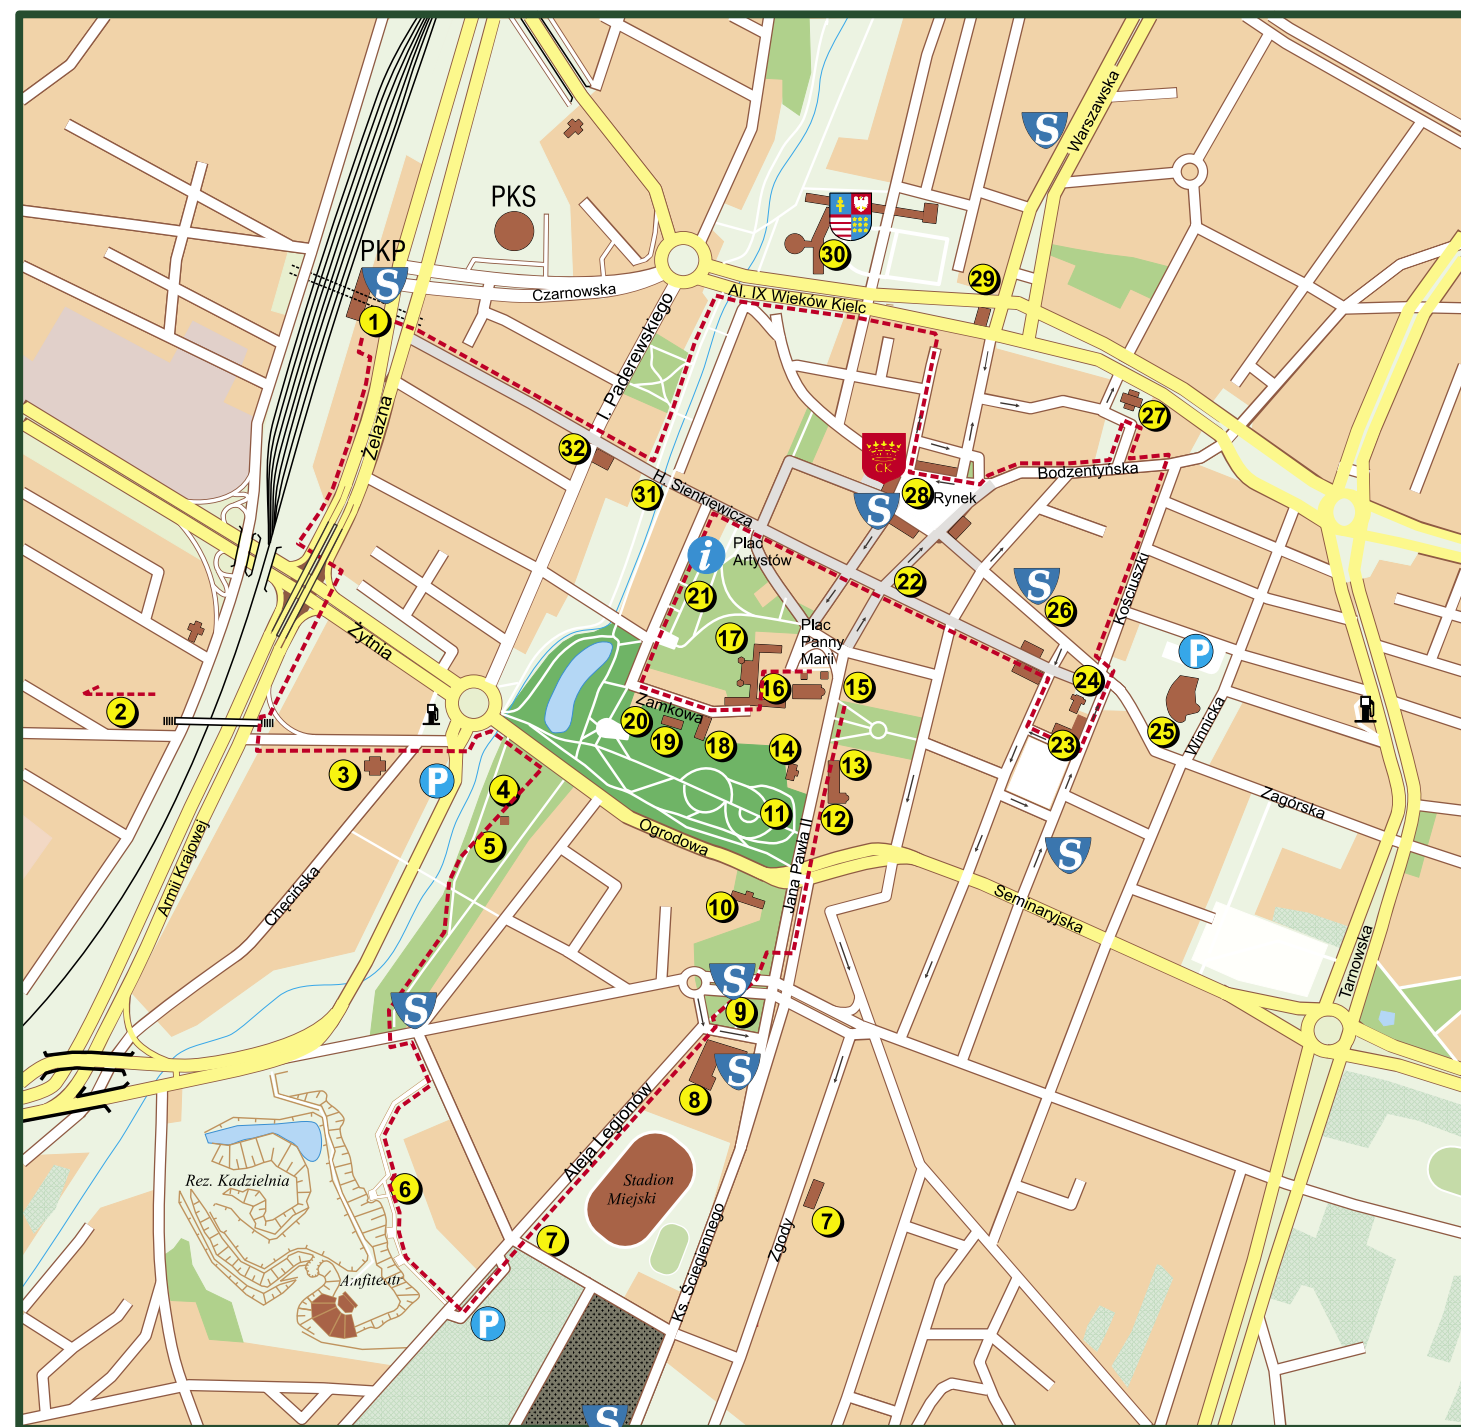 S
Warszawska
PKS
PKP
S
30
29
1
Czarnowska
Al. IX Wieków Kielc
I. Paderewskiego
Żelazna
27
32
CK
Bodzentyńska
H. Sienkiewicza
31
28
Rynek
S
i
Plac
Artystów
22
S
26
Kościuszki
21
17
Plac
Panny
Marii
P
Żytnia
16
15
24
2
Zamkowa
20
19
18
14
23
25
Winnicka
3
P
4
13
Zagórska
11
12
5
Ogrodowa
S
Armii Krajowej
Chęcińska
Jana Pawła II
10
Seminaryjska
Tarnowska
S
S
9
S
8
Aleja Legionów
Rez. Kadzielnia
6
Stadion
Miejski
7
7
Zgody
Ks. Ściegiennego
Amfiteatr
P
S